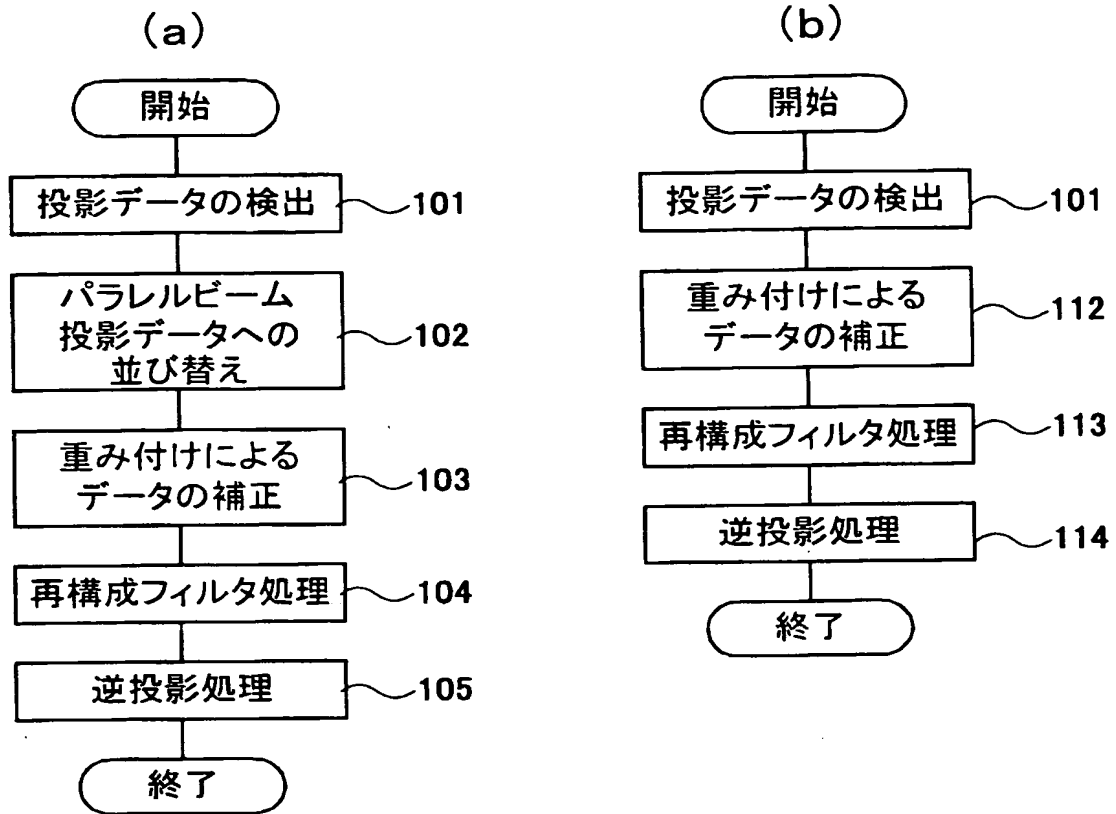 (a)
開始
投影データの検出
101
パラレルビーム
投影データへの
並び替え
102
重み付けによる
データの補正
103
再構成フィルタ処理
104
逆投影処理
105
終了
(b)
開始
投影データの検出
101
重み付けによる
データの補正
112
再構成フィルタ処理
113
逆投影処理
114
終了